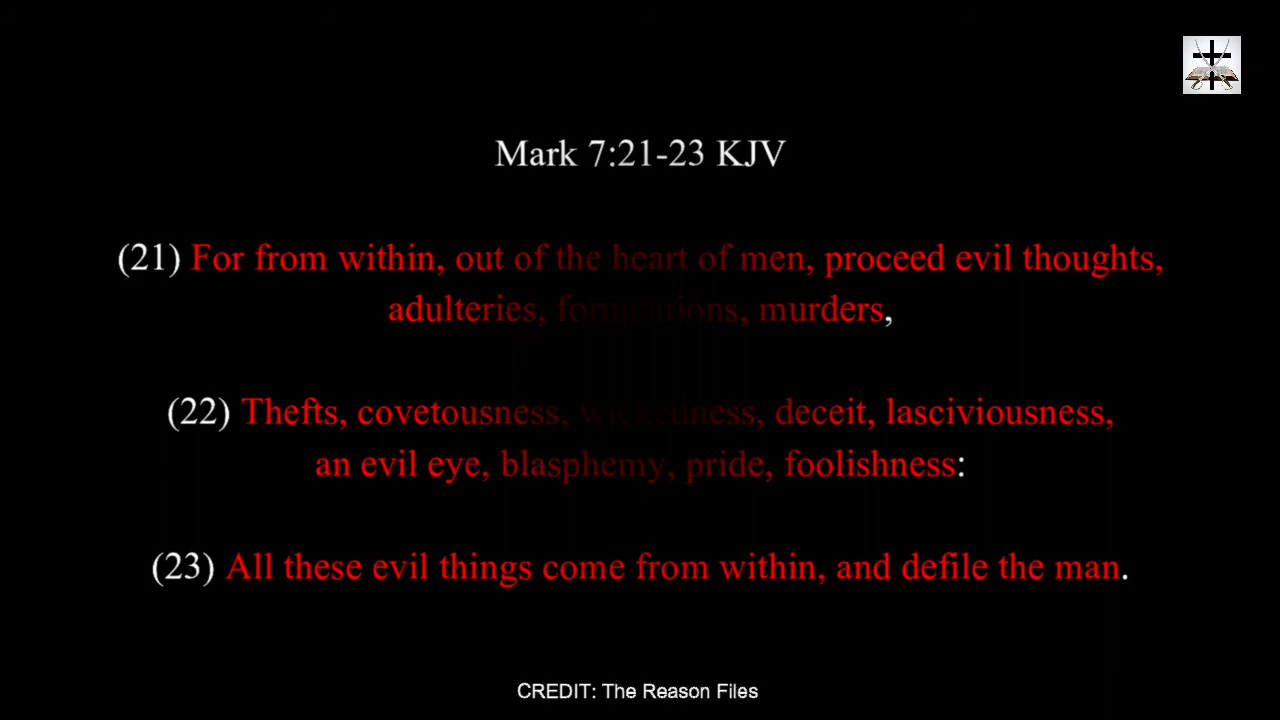 Mark 7:21-23 KJV
(21) For from within, out of the heart of men, proceed evil thoughts,
adulteries, fornications, murders,
(22) Thefts, covetousness, wickedness, deceit, lasciviousness,
an evil eye, blasphemy, pride, foolishness:
(23) All these evil things come from within, and defile the man.
CREDIT: The Reason Files